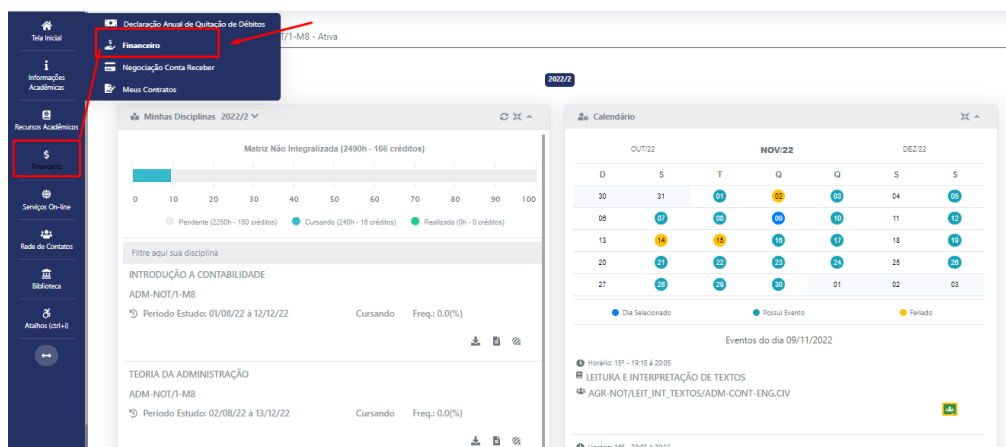 Tela Inicial
Informações
Acadêmicas
Recursos Acadêmicos
Financeiro
Serviços On-line
Rede de Contatos
Biblioteca
Atalhos (ctrl+i)
Declaração Anual de Quitação de Débitos
Financeiro
Negociação Conta Receber
Meus Contratos
T/1-M8 - Ativa
2022/2
Minhas Disciplinas 2022/2
Matriz Não Integralizada (2490h - 166 créditos)
0 10 20 30 40 50 60 70 80 90 100
Pendente (2250h - 150 créditos) Cursando (240h - 16 créditos) Realizada (0h - 0 créditos)
Filtre aqui sua disciplina
INTRODUÇÃO A CONTABILIDADE
ADM-NOT/1-M8
Período Estudo: 01/08/22 à 12/12/22 Cursando Freq.: 0.0(%)
TEORIA DA ADMINISTRAÇÃO
ADM-NOT/1-M8
Período Estudo: 02/08/22 à 13/12/22 Cursando Freq.: 0.0(%)
Calendário
OUT/22 NOV/22 DEZ/22
D S T Q Q S S
30 31 01 02 03 04 05
06 07 08 09 10 11 12
13 14 15 16 17 18 19
20 21 22 23 24 25 26
27 28 29 30 01 02 03
Dia Selecionado Possui Evento Feriado
Eventos do dia 09/11/2022
Horário: 15º - 19:15 à 20:05
LEITURA E INTERPRETAÇÃO DE TEXTOS
AGR-NOT/LEIT_INT_TEXTOS/ADM-CONT-ENG.CIV